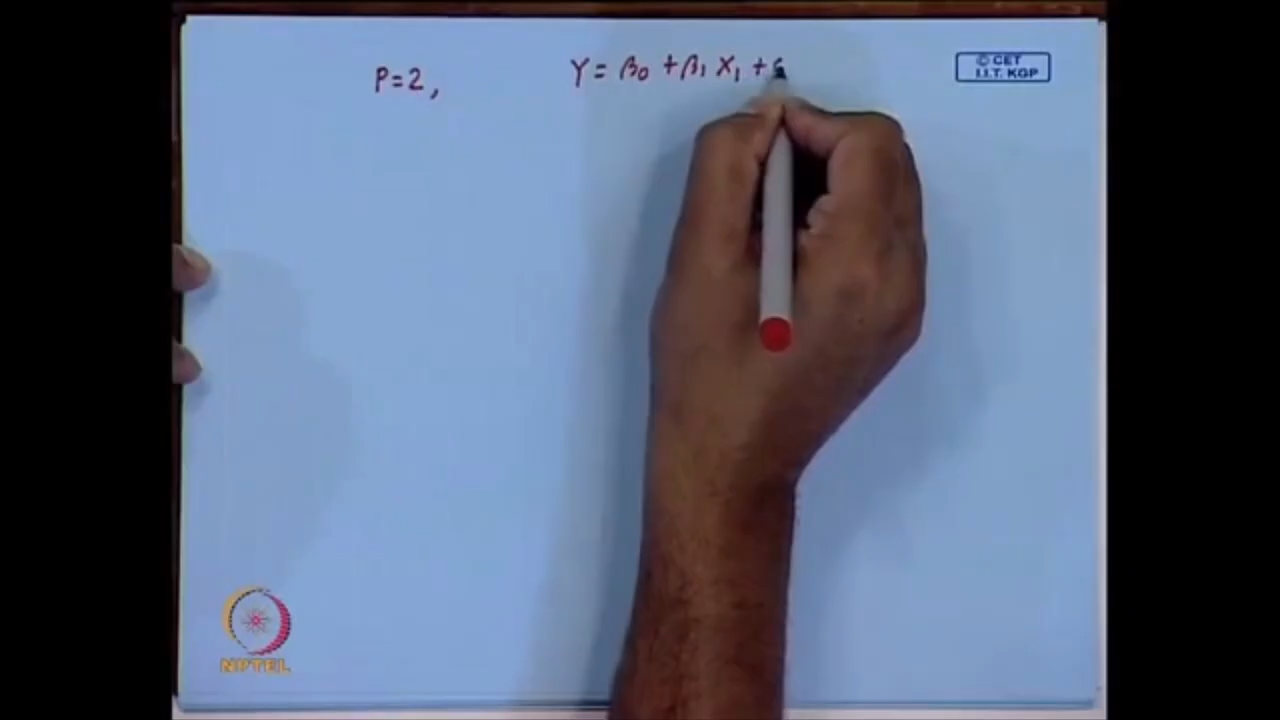 P=2, Y = β₀ + β₁ X₁ + ε
© CET
I.I.T. KGP
NPTEL